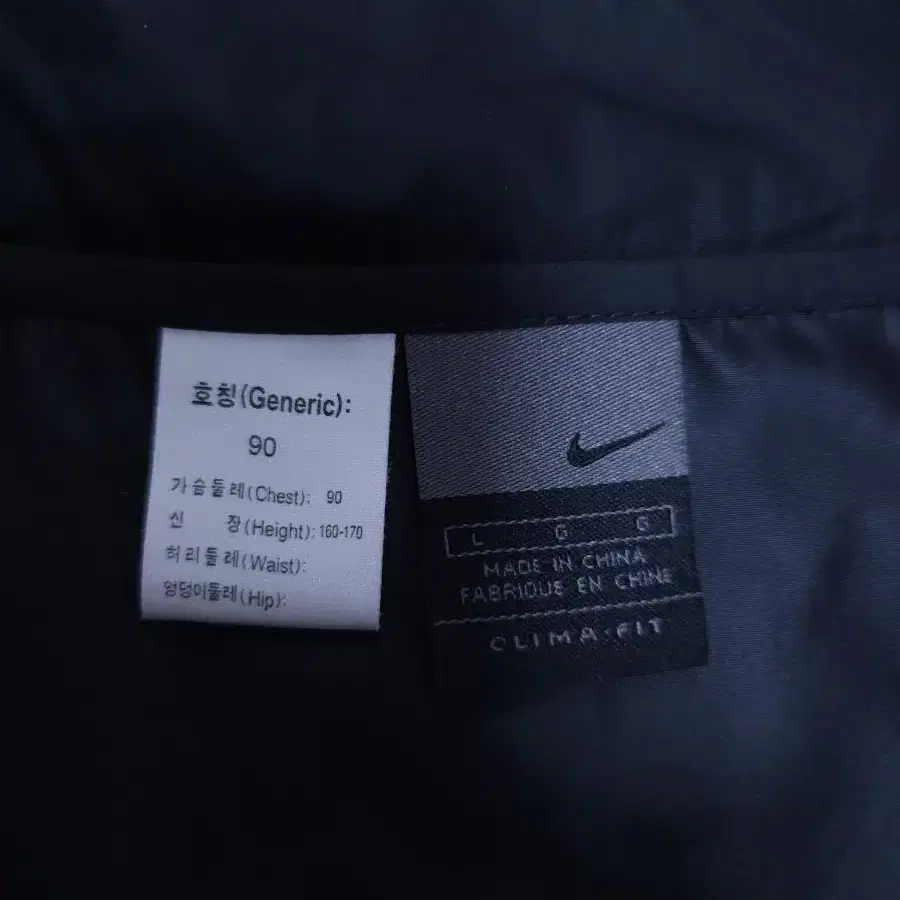 호칭(Generic):
90
가슴둘레(Chest): 90
신 장(Height): 160-170
허리둘레(Waist):
엉덩이둘레(Hip):
L G G
MADE IN CHINA
FABRIQUE EN CHINE
CLIMA·FIT